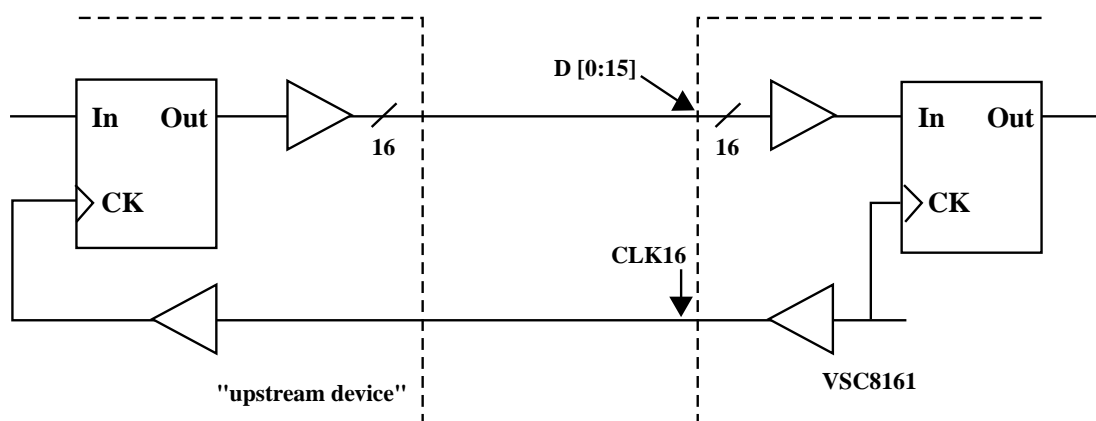 D [0:15]
In Out
16
16
In Out
CK
CK
CLK16
"upstream device"
VSC8161